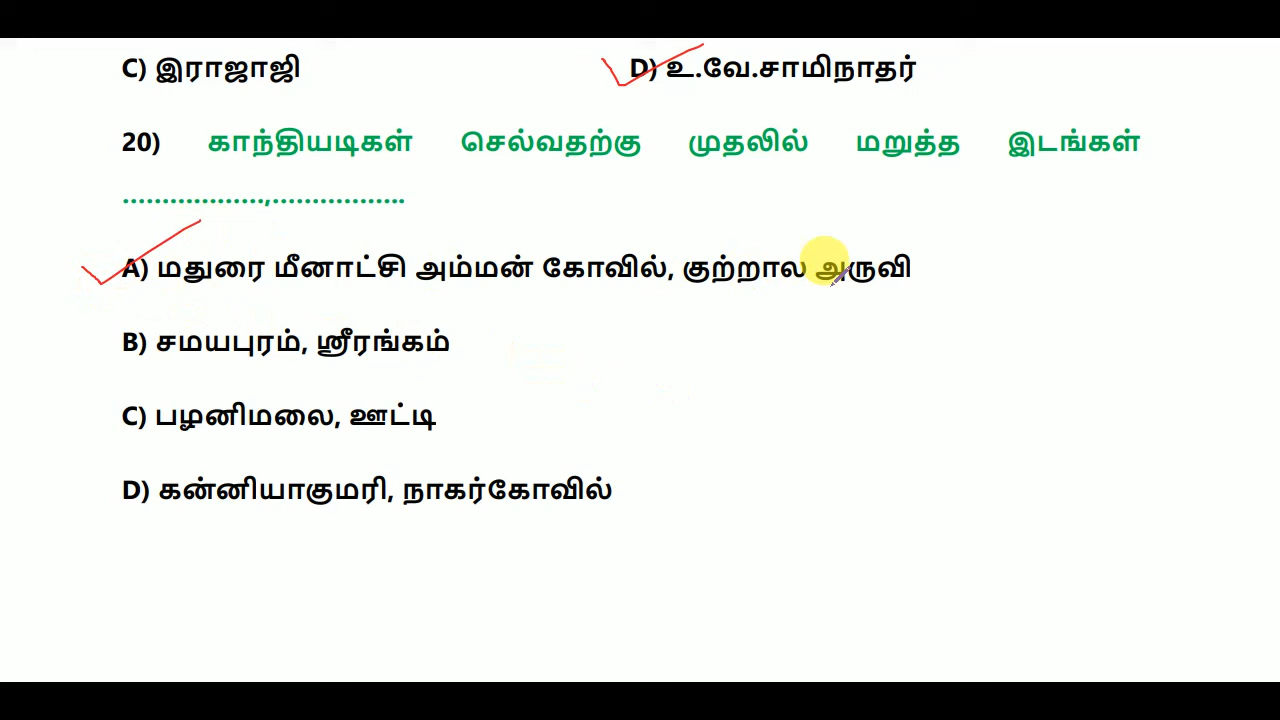 C) இராஜாஜி D) உ.வே.சாமிநாதர்
20) காந்தியடிகள் செல்வதற்கு முதலில் மறுத்த இடங்கள்
..................,.................
A) மதுரை மீனாட்சி அம்மன் கோவில், குற்றால அருவி
B) சமயபுரம், ஸ்ரீரங்கம்
C) பழனிமலை, ஊட்டி
D) கன்னியாகுமரி, நாகர்கோவில்